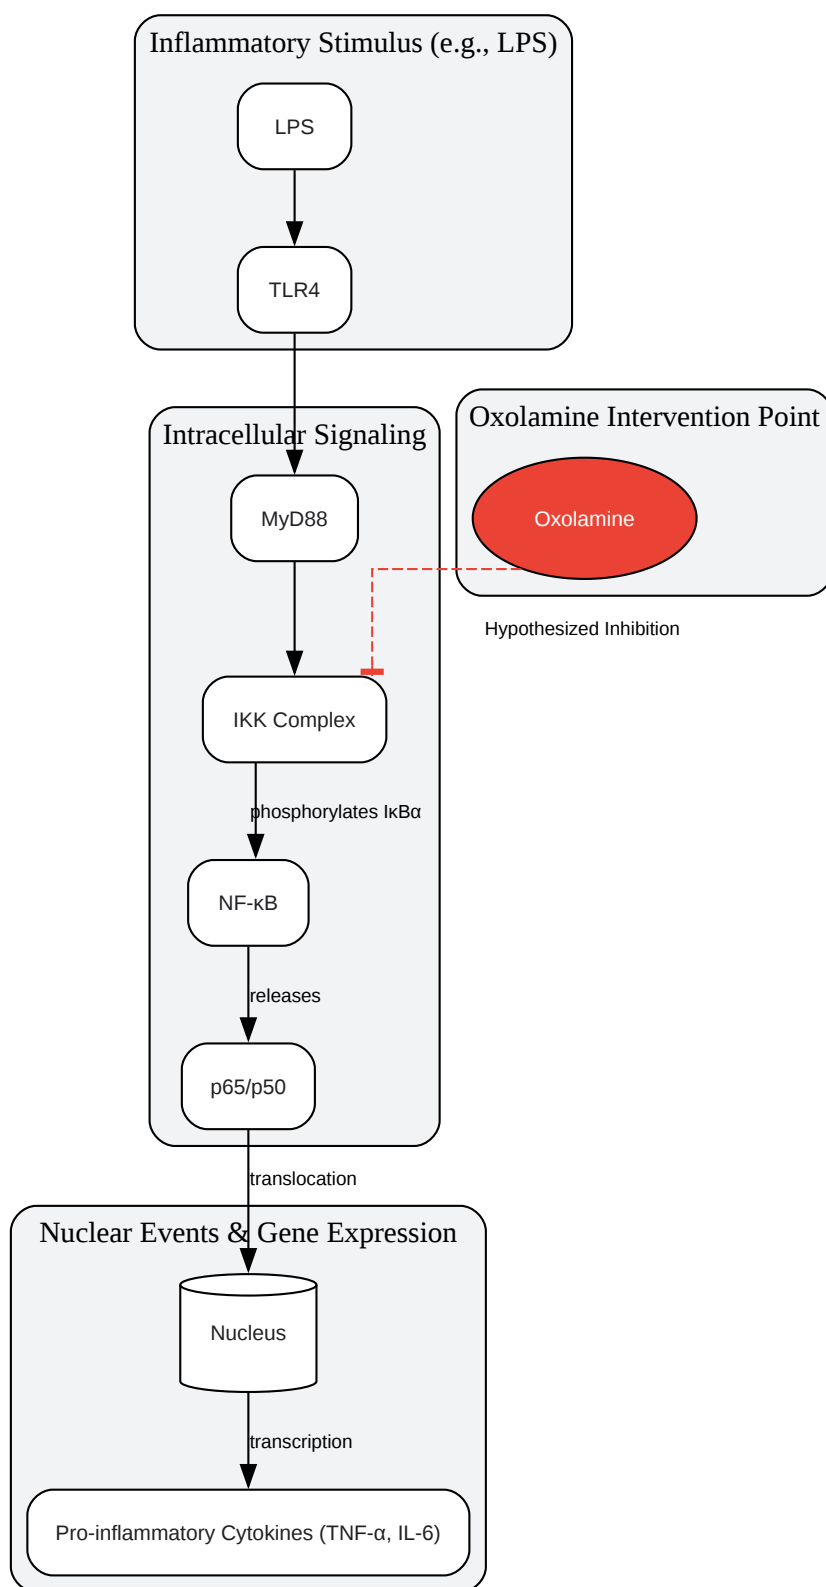 Inflammatory Stimulus (e.g., LPS)
LPS
TLR4
Intracellular Signaling
Oxolamine Intervention Point
MyD88
Oxolamine
Hypothesized Inhibition
IKK Complex
phosphorylates IκBα
NF-κB
releases
p65/p50
translocation
Nuclear Events & Gene Expression
Nucleus
transcription
Pro-inflammatory Cytokines (TNF-α, IL-6)